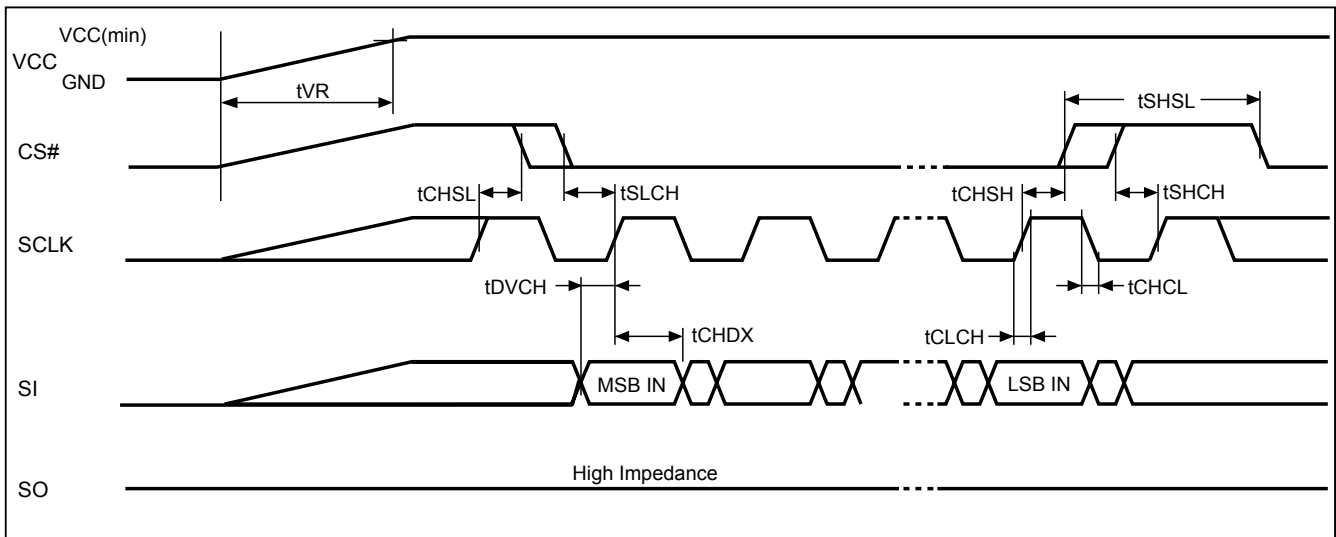 VCC(min)
VCC
GND
tVR
tSHSL
CS#
tCHSL
tSLCH
tCHSH
tSHCH
SCLK
tDVCH
tCHCL
tCHDX
tCLCH
SI
MSB IN
LSB IN
High Impedance
SO